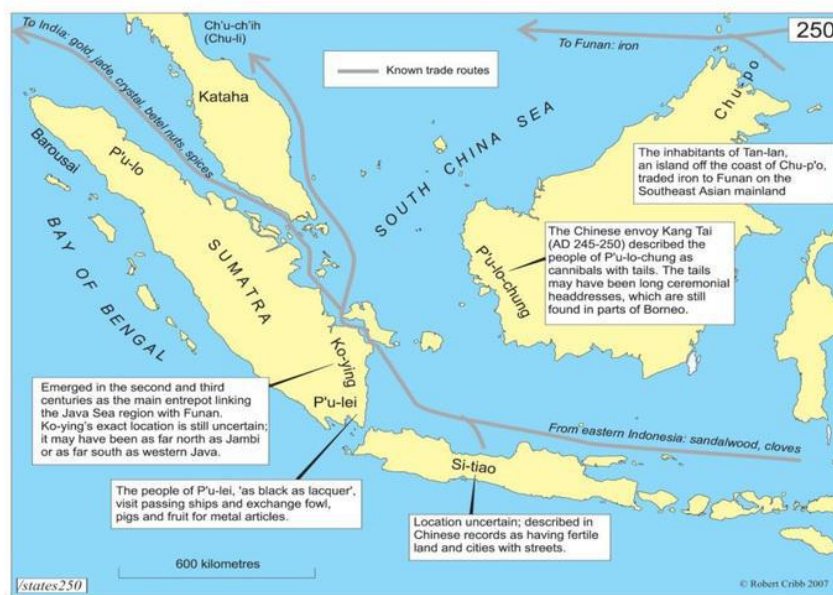 To India: gold, jade, crystal, betel nuts, spices
Ch'u-ch'ih
(Chu-li)
To Funan: iron
250
Known trade routes
Kataha
Chu-po
Barousai
P'u-lo
SOUTH CHINA SEA
The inhabitants of Tan-lan,
an island off the coast of Chu-p'o,
traded iron to Funan on the
Southeast Asian mainland
BAY OF BENGAL
SUMATRA
P'u-lo-chung
The Chinese envoy Kang Tai
(AD 245-250) described the
people of P'u-lo-chung as
cannibals with tails. The tails
may have been long ceremonial
headdresses, which are still
found in parts of Borneo.
Ko-ying
P'u-lei
Emerged in the second and third
centuries as the main entrepot linking
the Java Sea region with Funan.
Ko-ying's exact location is still uncertain;
it may have been as far north as Jambi
or as far south as western Java.
From eastern Indonesia: sandalwood, cloves
Si-tiao
The people of P'u-lei, 'as black as lacquer',
visit passing ships and exchange fowl,
pigs and fruit for metal articles.
Location uncertain; described in
Chinese records as having fertile
land and cities with streets.
600 kilometres
/states250
© Robert Cribb 2007